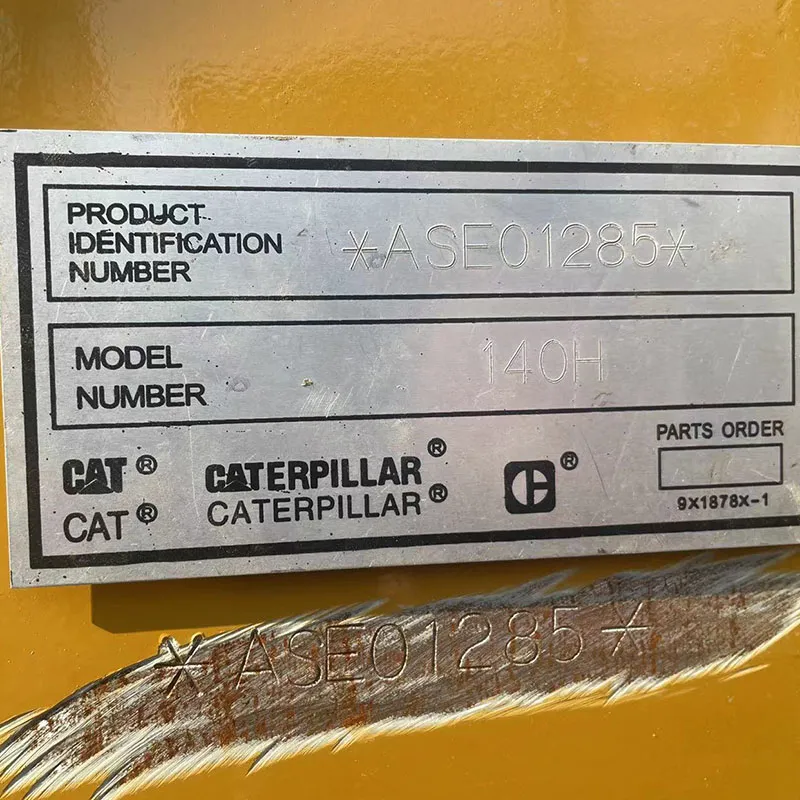 PRODUCT
IDENTIFICATION
NUMBER
*ASE01285*
MODEL
NUMBER
140H
CAT®
CATERPILLAR®
CAT®
CATERPILLAR®
C®
PARTS ORDER
9X1878X-1
*ASE01285*